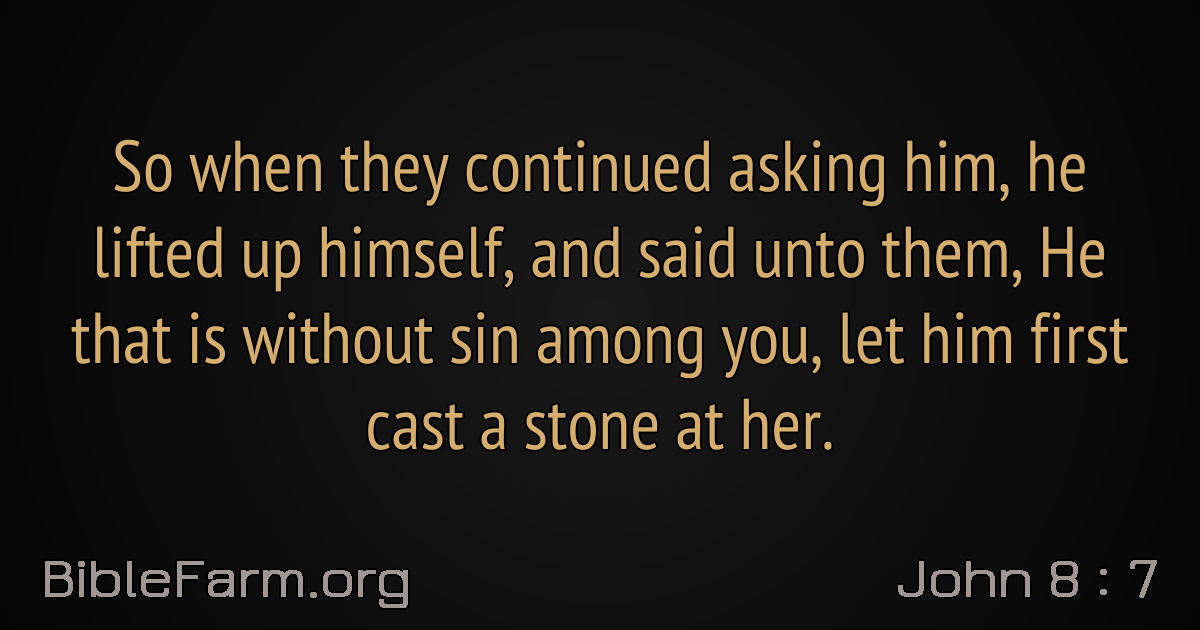 So when they continued asking him, he
lifted up himself, and said unto them, He
that is without sin among you, let him first
cast a stone at her.
BibleFarm.org
John 8 : 7